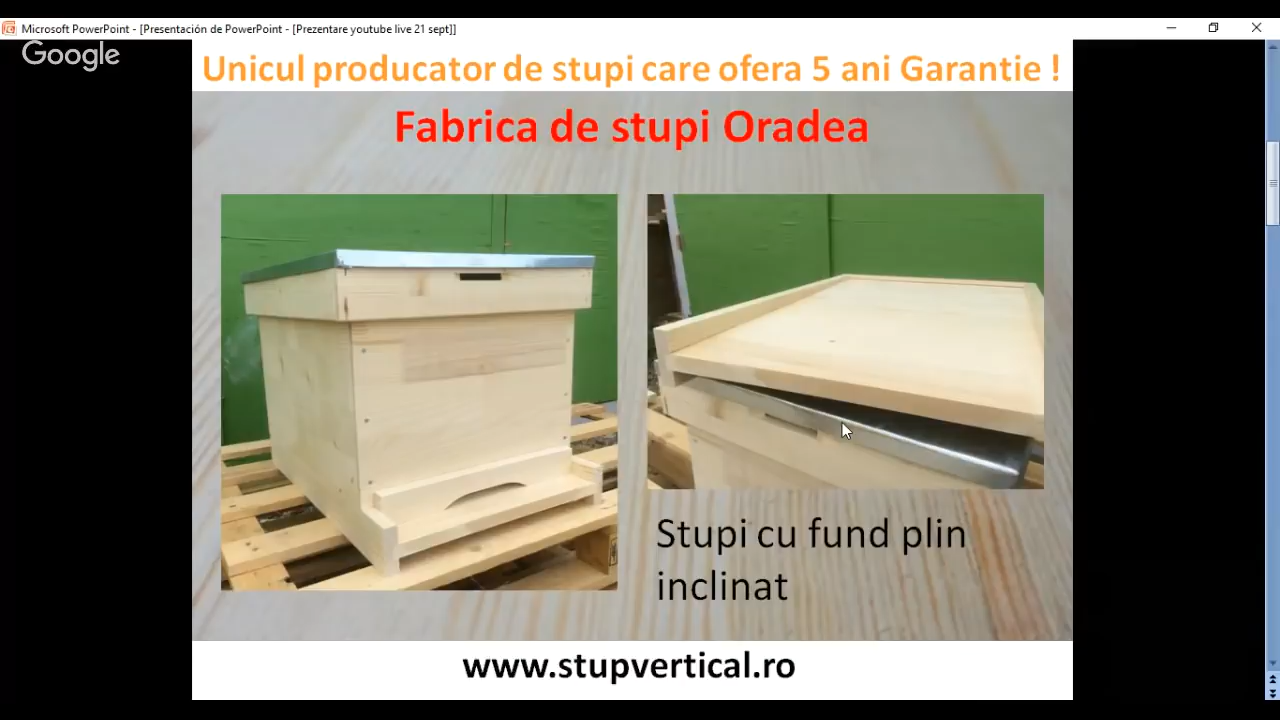 Microsoft PowerPoint - [Presentación de PowerPoint - [Prezentare youtube live 21 sept]]
Google
Unicul producator de stupi care ofera 5 ani Garantie !
Fabrica de stupi Oradea
Stupi cu fund plin
inclinat
www.stupvertical.ro